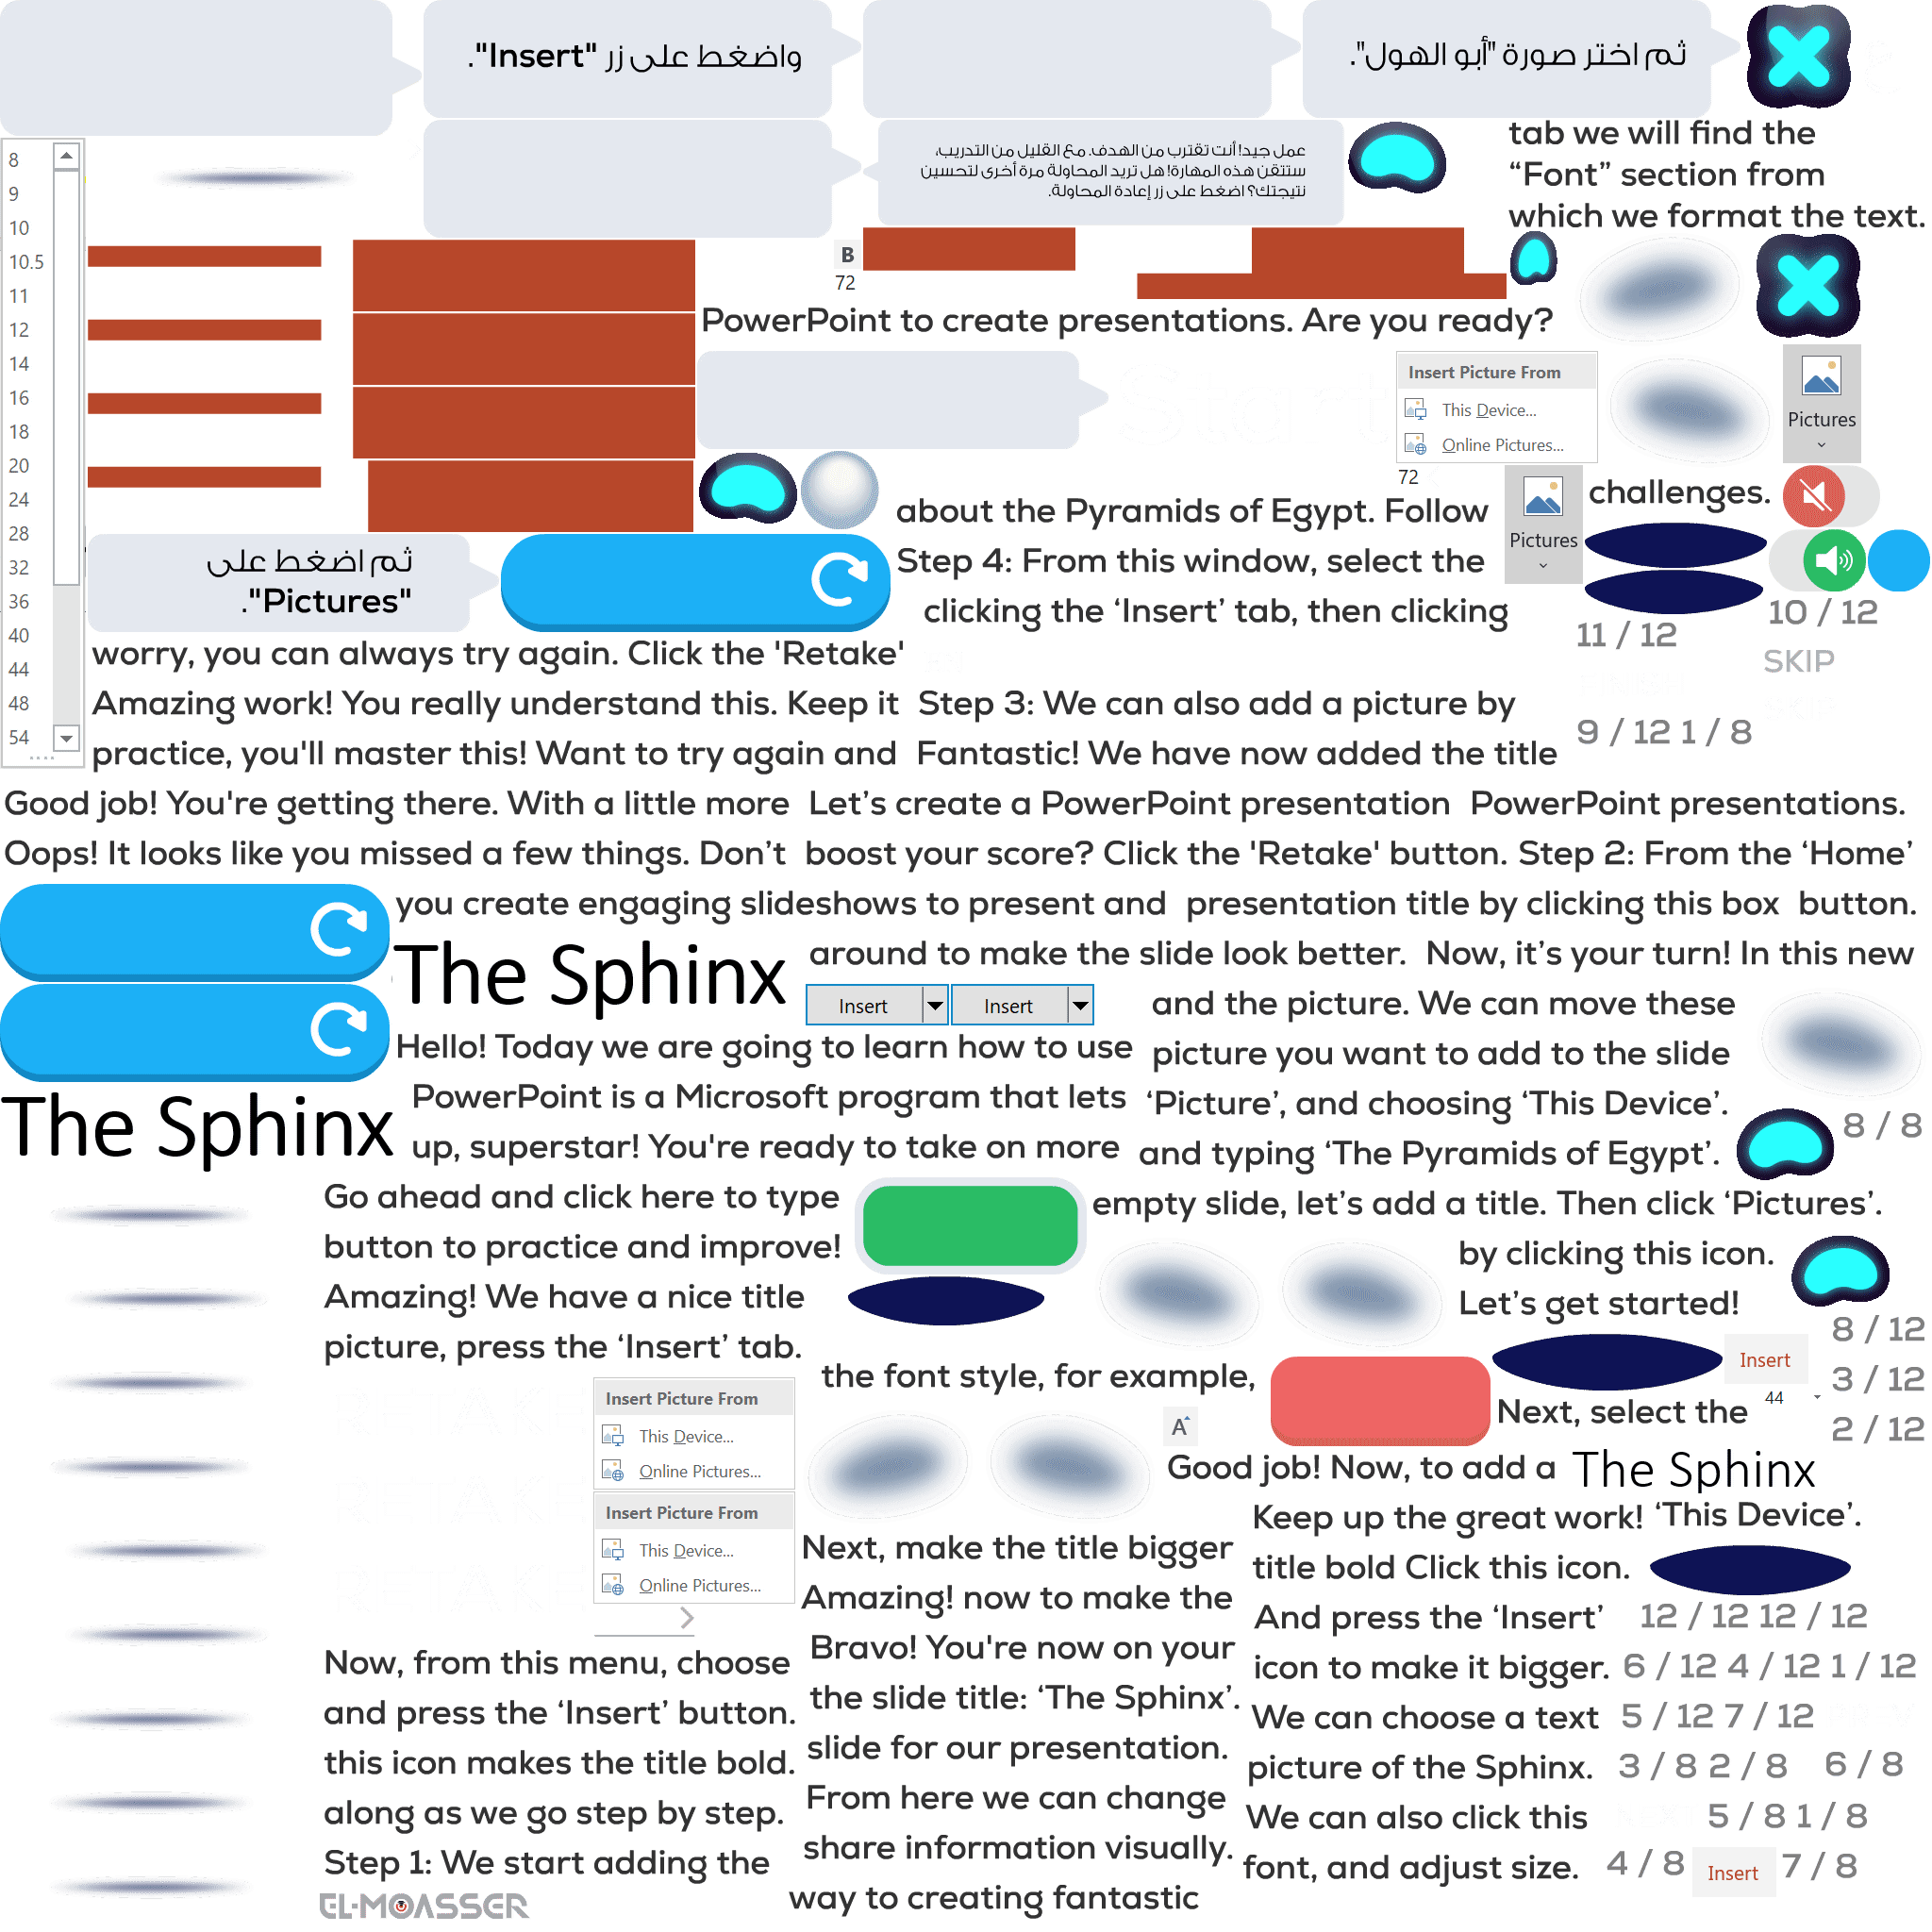 واضغط على زر "Insert".
ثم اختر صورة "أبو الهول".
tab we will find the
“Font” section from
which we format the text.
عمل جيد! أنت تقترب من الهدف. مع القليل من التدريب،
ستتقن هذه المهارة! هل تريد المحاولة مرة أخرى لتحسين
نتيجتك؟ اضغط على زر إعادة المحاولة.
8
9
10
10.5
11
12
14
16
18
20
24
28
32
36
40
44
48
54
B
72
PowerPoint to create presentations. Are you ready?
Insert Picture From
This Device...
Online Pictures...
Pictures
72
Pictures
challenges.
about the Pyramids of Egypt. Follow
ثم اضغط على
"Pictures".
Step 4: From this window, select the
clicking the ‘Insert’ tab, then clicking
10 / 12
11 / 12
worry, you can always try again. Click the 'Retake'
SKIP
Amazing work! You really understand this. Keep it
Step 3: We can also add a picture by
9 / 12
1 / 8
practice, you'll master this! Want to try again and
Fantastic! We have now added the title
Good job! You're getting there. With a little more
Let’s create a PowerPoint presentation
PowerPoint presentations.
Oops! It looks like you missed a few things. Don’t
boost your score? Click the 'Retake' button.
Step 2: From the ‘Home’
you create engaging slideshows to present and
presentation title by clicking this box
button.
The Sphinx
around to make the slide look better.
Now, it’s your turn! In this new
Insert
Insert
and the picture. We can move these
Hello! Today we are going to learn how to use
picture you want to add to the slide
PowerPoint is a Microsoft program that lets
‘Picture’, and choosing ‘This Device’.
The Sphinx
8 / 8
up, superstar! You're ready to take on more
and typing ‘The Pyramids of Egypt’.
Go ahead and click here to type
empty slide, let’s add a title.
Then click ‘Pictures’.
button to practice and improve!
by clicking this icon.
Amazing! We have a nice title
Let’s get started!
8 / 12
picture, press the ‘Insert’ tab.
Insert
the font style, for example,
3 / 12
44
Insert Picture From
This Device...
Online Pictures...
A
Next, select the
2 / 12
Good job! Now, to add a
The Sphinx
Insert Picture From
This Device...
Online Pictures...
Keep up the great work!
‘This Device’.
Next, make the title bigger
title bold Click this icon.
Amazing! now to make the
And press the ‘Insert’
12 / 12
12 / 12
Bravo! You're now on your
Now, from this menu, choose
icon to make it bigger.
6 / 12
4 / 12
1 / 12
and press the ‘Insert’ button.
the slide title: ‘The Sphinx’.
We can choose a text
5 / 12
7 / 12
this icon makes the title bold.
slide for our presentation.
picture of the Sphinx.
3 / 8
2 / 8
6 / 8
along as we go step by step.
From here we can change
We can also click this
5 / 8
1 / 8
Step 1: We start adding the
share information visually.
font, and adjust size.
4 / 8
Insert
7 / 8
EL-MOASSER
way to creating fantastic